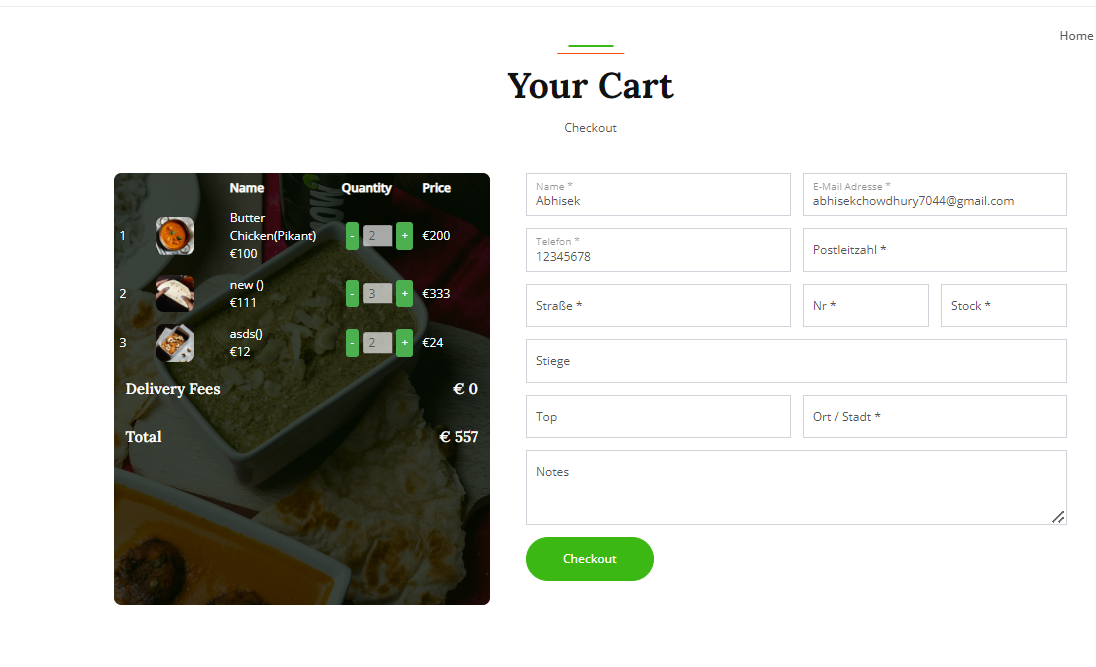 Home
Your Cart
Checkout
Name Quantity Price
1 Butter Chicken(Pikant) €100 - 2 + €200
2 new () €111 - 3 + €333
3 asds() €12 - 2 + €24
Delivery Fees € 0
Total € 557
Name * E-Mail Adresse *
Abhisek abhisekchowdhury7044@gmail.com
Telefon *
12345678 Postleitzahl *
Straße * Nr * Stock *
Stiege
Top Ort / Stadt *
Notes
Checkout